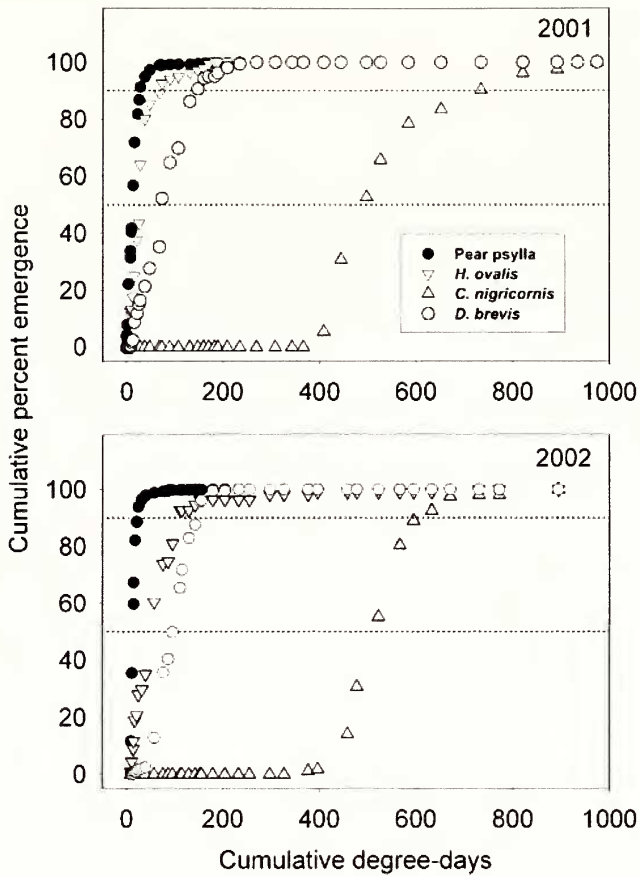 2001
100
80
60
40
20
0
Pear psylla
H. ovalis
C. nigricornis
D. brevis
0 200 400 600 800 1000
Cumulative percent emergence
2002
100
80
60
40
20
0
0 200 400 600 800 1000
Cumulative degree-days